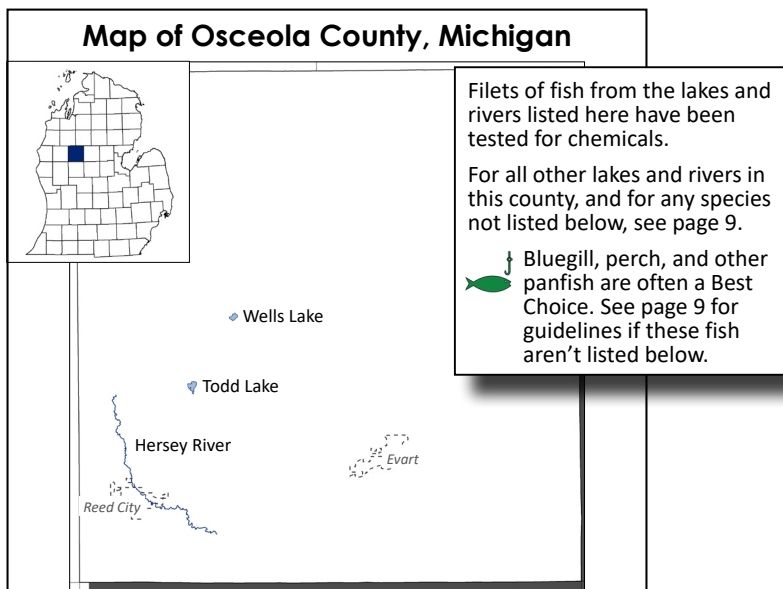 Map of Osceola County, Michigan
Filets of fish from the lakes and
rivers listed here have been
tested for chemicals.
For all other lakes and rivers in
this county, and for any species
not listed below, see page 9.
Bluegill, perch, and other
panfish are often a Best
Choice. See page 9 for
guidelines if these fish
aren’t listed below.
Wells Lake
Todd Lake
Hersey River
Evart
Reed City